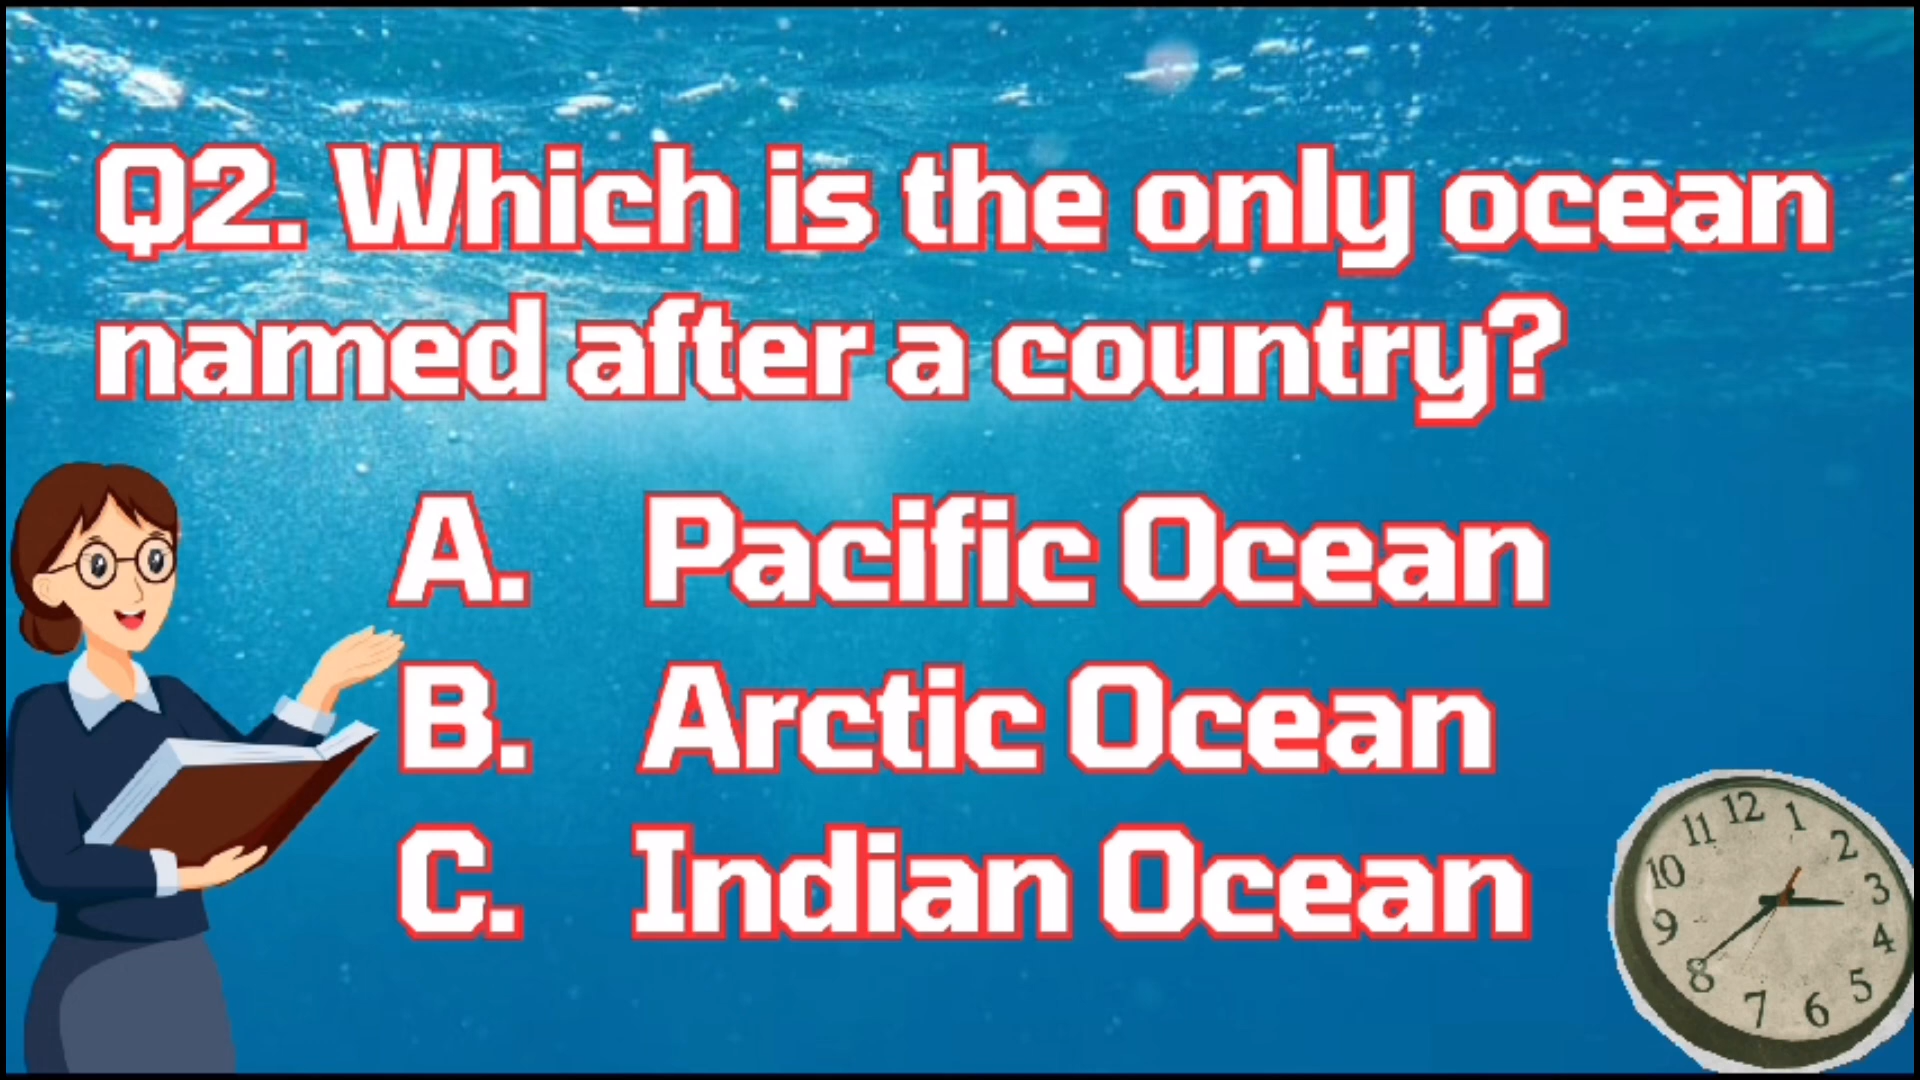 Q2. Which is the only ocean
named after a country?
A. Pacific Ocean
B. Arctic Ocean
C. Indian Ocean
12
1
2
3
4
5
6
7
8
9
10
11